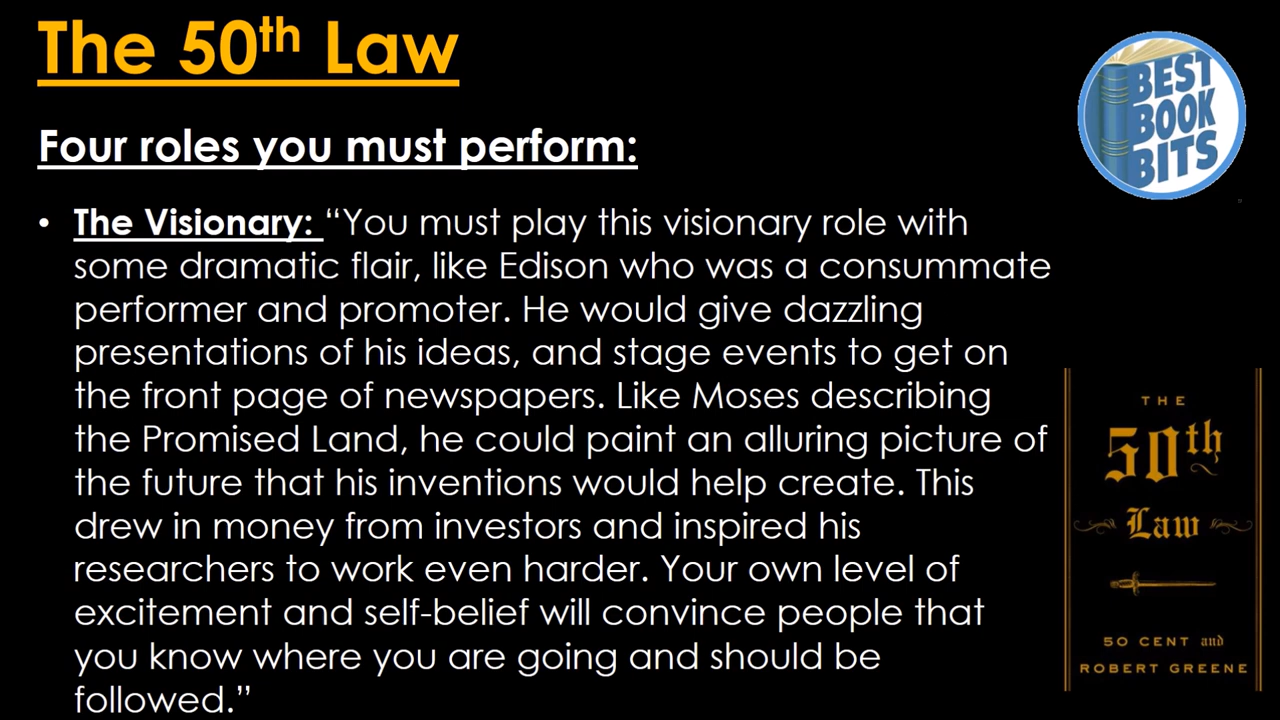 The 50th Law
BEST
BOOK
BITS
Four roles you must perform:
• The Visionary: “You must play this visionary role with
some dramatic flair, like Edison who was a consummate
performer and promoter. He would give dazzling
presentations of his ideas, and stage events to get on
the front page of newspapers. Like Moses describing
the Promised Land, he could paint an alluring picture of
the future that his inventions would help create. This
drew in money from investors and inspired his
researchers to work even harder. Your own level of
excitement and self-belief will convince people that
you know where you are going and should be
followed.”
THE
50th
Law
50 CENT and
ROBERT GREENE